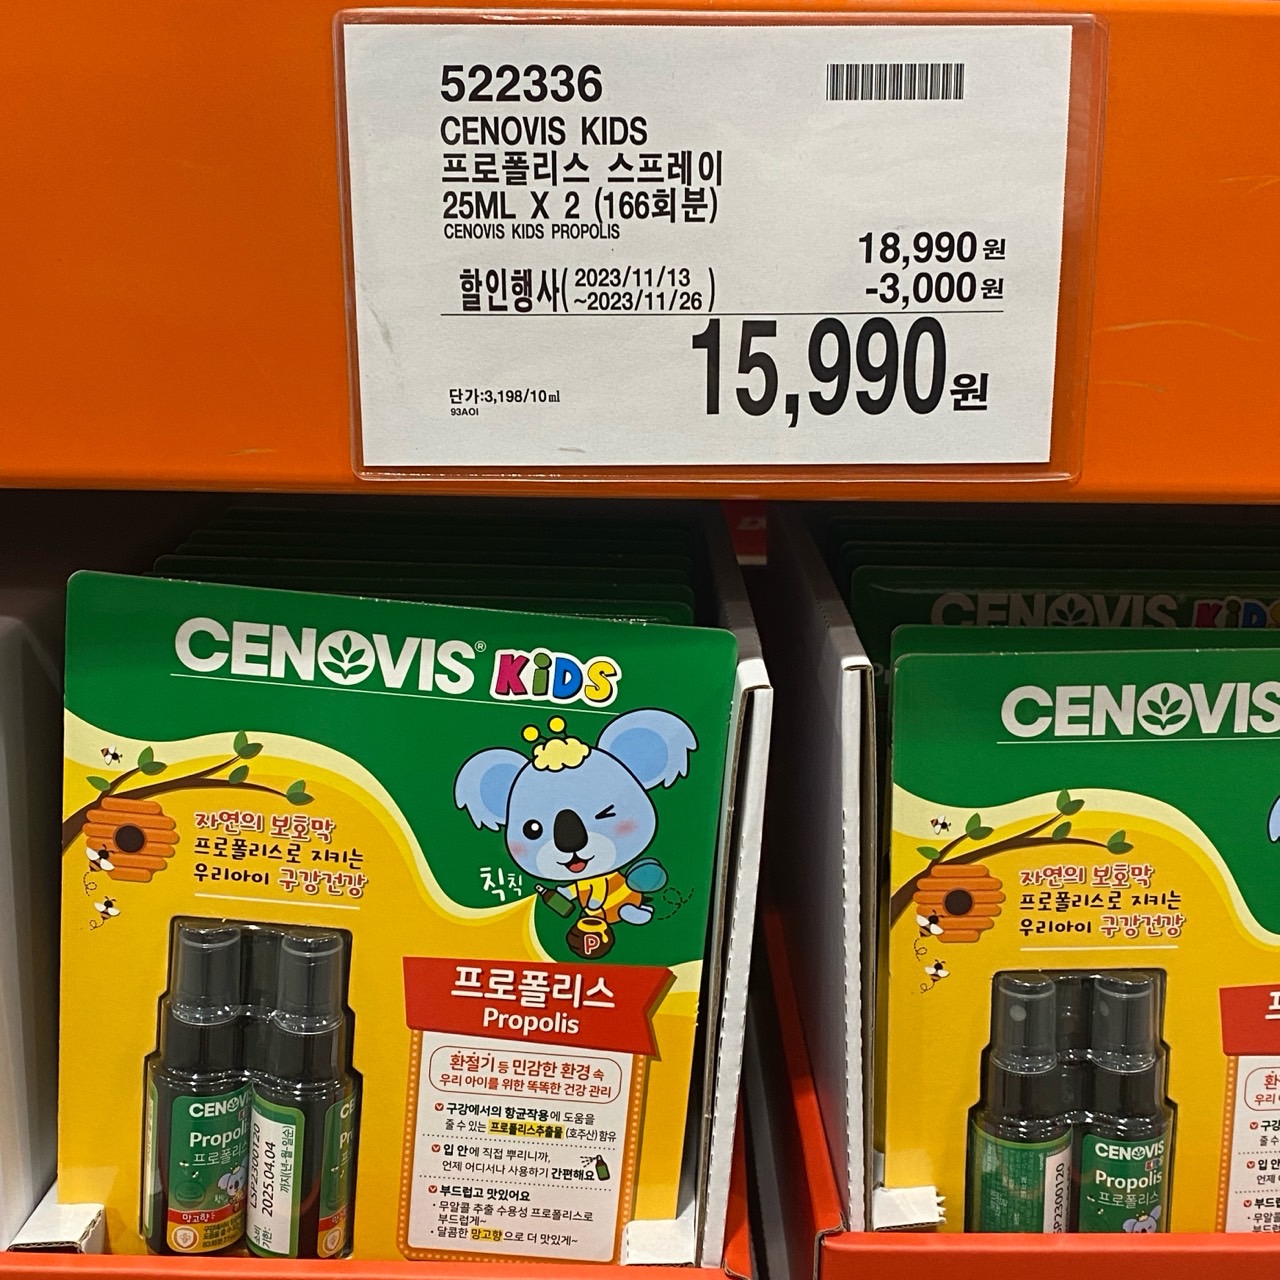 522336
CENOVIS KIDS
프로폴리스 스프레이
25ML X 2 (166회분)
CENOVIS KIDS PROPOLIS
18,990원
할인행사( 2023/11/13 ~2023/11/26 )
-3,000원
15,990원
단가:3,198/10㎖
93AOI
CENOVIS® KiDS
자연의 보호막
프로폴리스로 지키는
우리아이 구강건강
칙칙
P
프로폴리스
Propolis
환절기 등 민감한 환경 속
우리 아이를 위한 똑똑한 건강 관리
구강에서의 항균작용에 도움을
줄 수 있는 프로폴리스추출물 (호주산) 함유
입 안에 직접 뿌리니까,
언제 어디서나 사용하기 간편해요
부드럽고 맛있어요
· 무알콜 추출 수용성 프로폴리스로
부드럽게~
· 달콤한 망고향으로 더 맛있게~
CENOVIS
Propolis
프로폴리스
망고향
LSP2300120
2025.04.04
까지(년·월·일순)
CENOVIS KiDS
CENOVIS
자연의 보호막
프로폴리스로 지키는
우리아이 구강건강
SP2300120
CENOVIS
KiDS
Propolis
프로폴리스